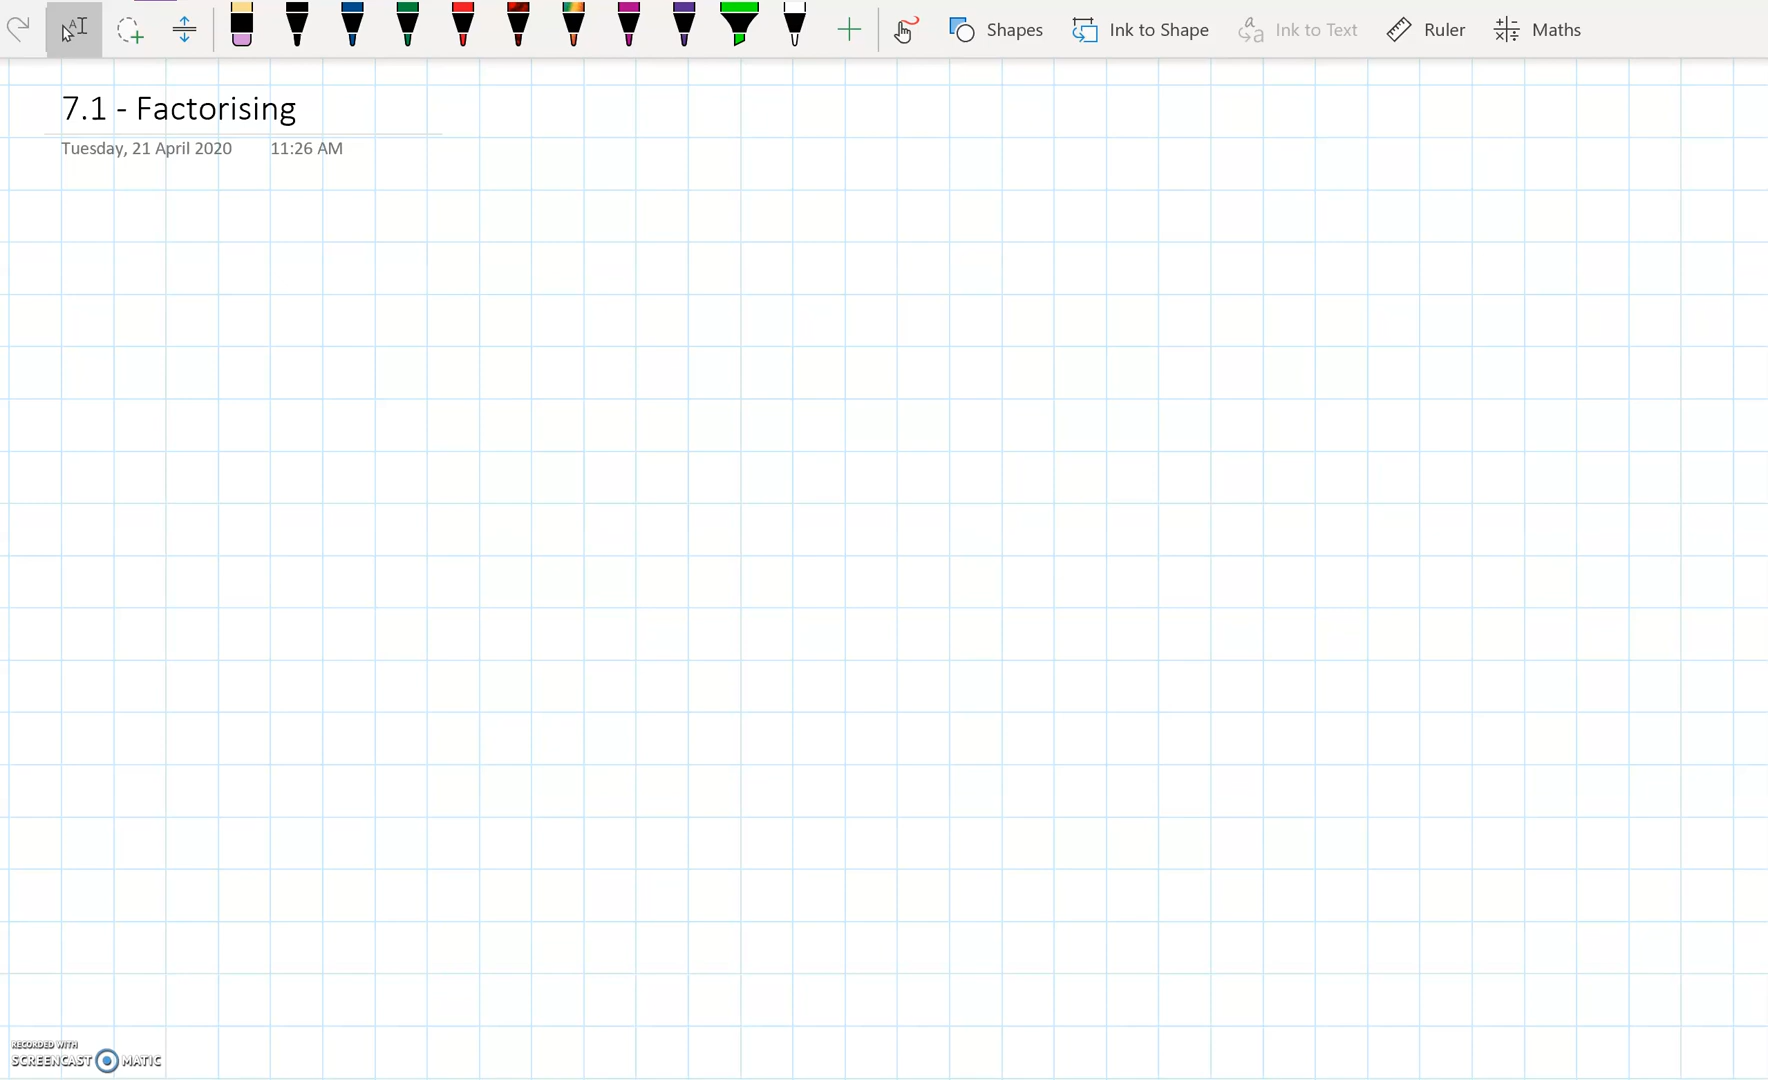 Shapes Ink to Shape Ink to Text Ruler Maths
7.1 - Factorising
Tuesday, 21 April 2020 11:26 AM
RECORDED WITH
SCREENCAST MATIC